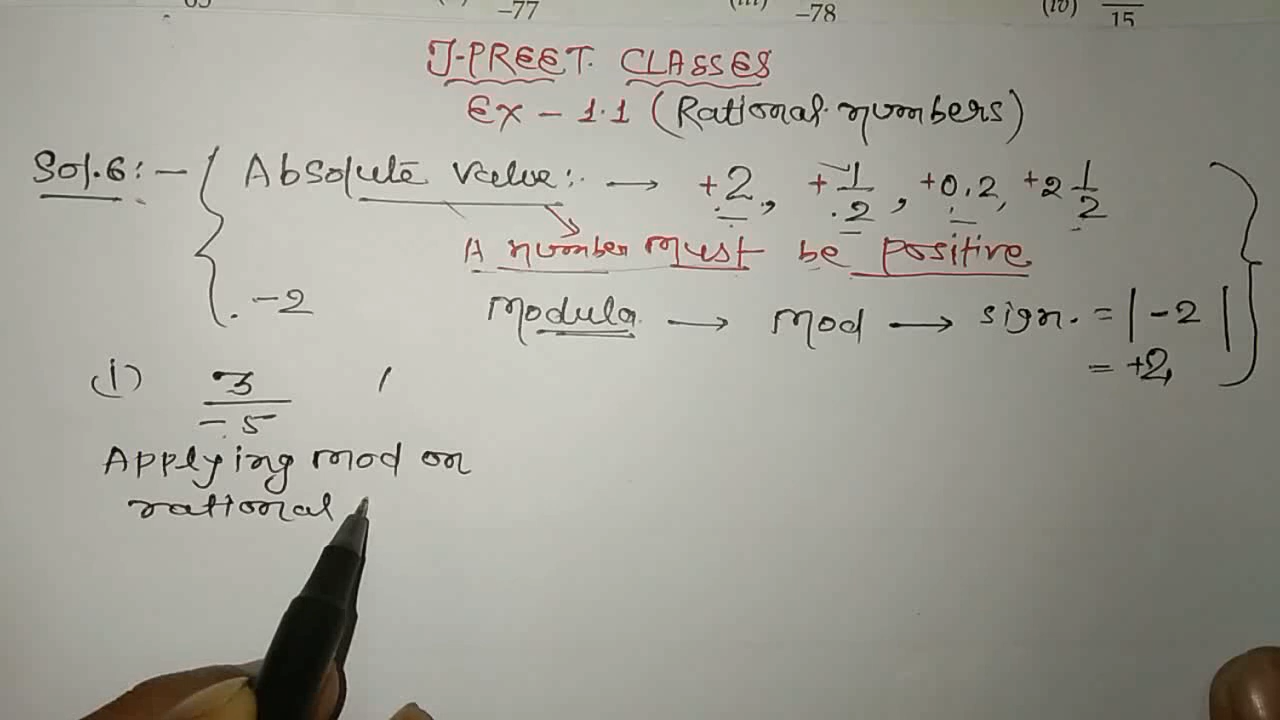 -77 (iii) -78 (iv) 15
J-PREET CLASSES
Ex - 1.1 (Rational numbers)
Sol.6:- Absolute value:- → +2, +1/2, +0.2, +2 1/2
A number must be positive
-2 Modula → Mod → sign. = |-2|
= +2
(i) 3/-5
Applying mod on
rational